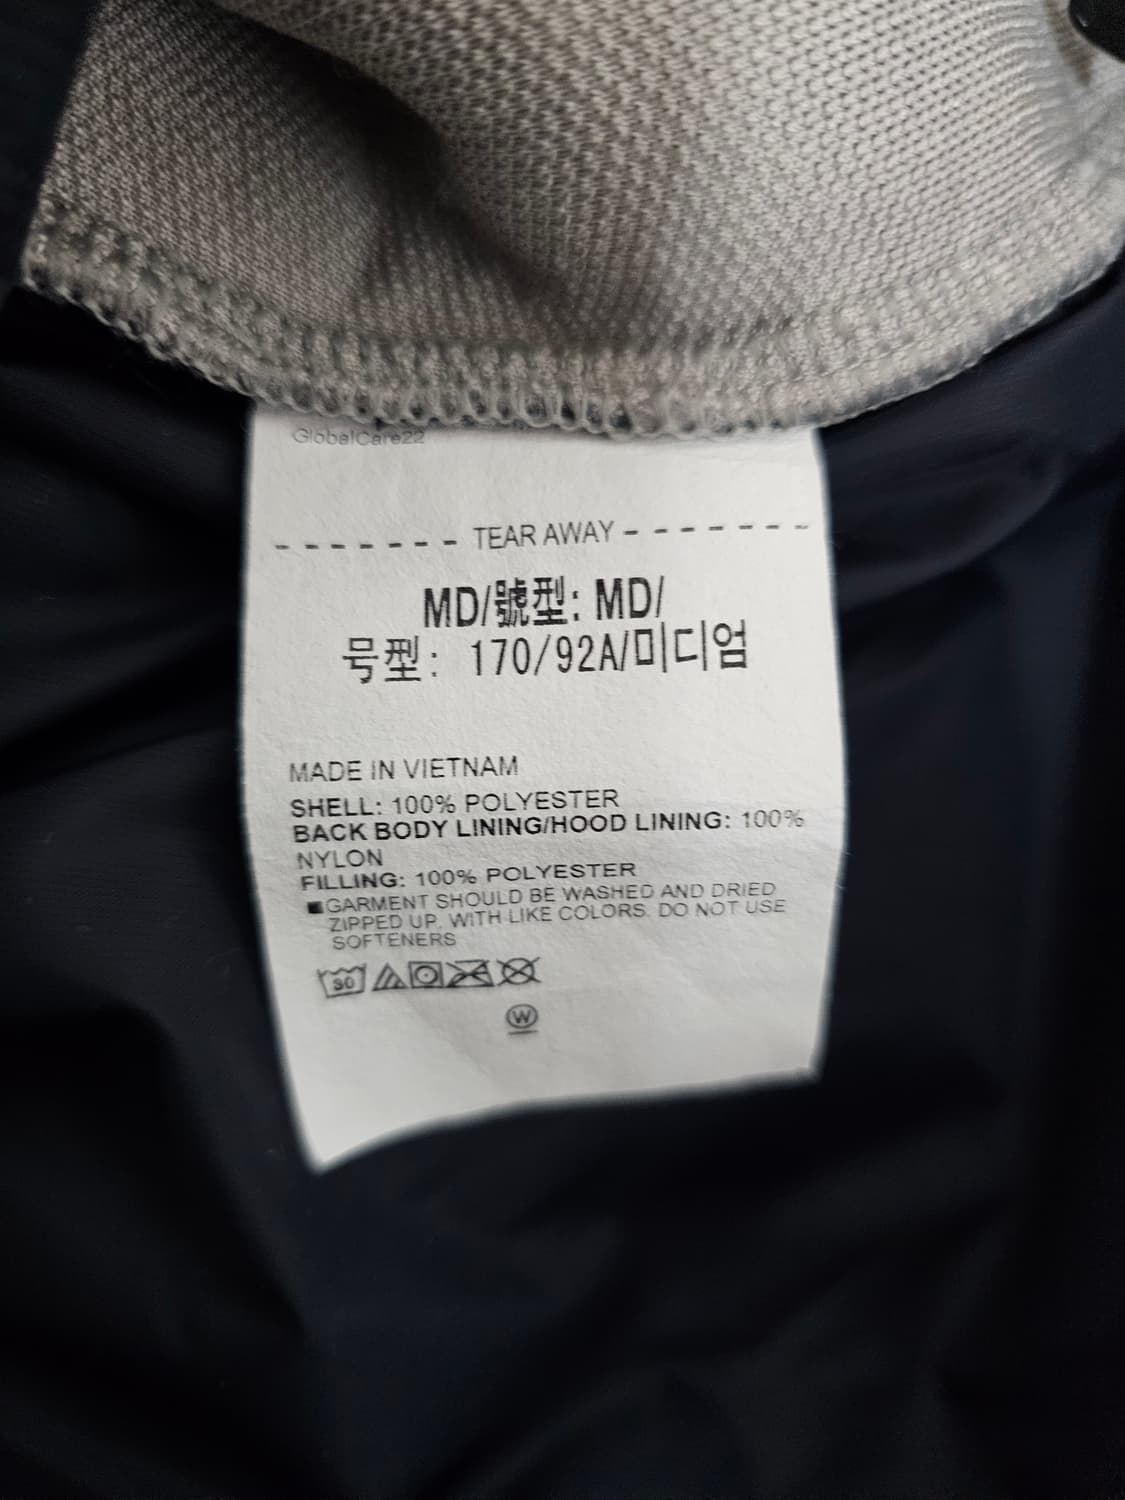 GlobalCare22
- - - - - - - TEAR AWAY - - - - - - -
MD/號型: MD/
号型: 170/92A/미디엄
MADE IN VIETNAM
SHELL: 100% POLYESTER
BACK BODY LINING/HOOD LINING: 100%
NYLON
FILLING: 100% POLYESTER
■GARMENT SHOULD BE WASHED AND DRIED
ZIPPED UP. WITH LIKE COLORS. DO NOT USE
SOFTENERS
30
W